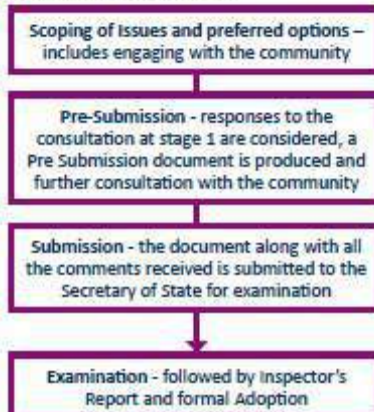 Scoping of Issues and preferred options –
includes engaging with the community
Pre-Submission - responses to the
consultation at stage 1 are considered, a
Pre Submission document is produced and
further consultation with the community
Submission - the document along with all
the comments received is submitted to the
Secretary of State for examination
Examination - followed by Inspector's
Report and formal Adoption